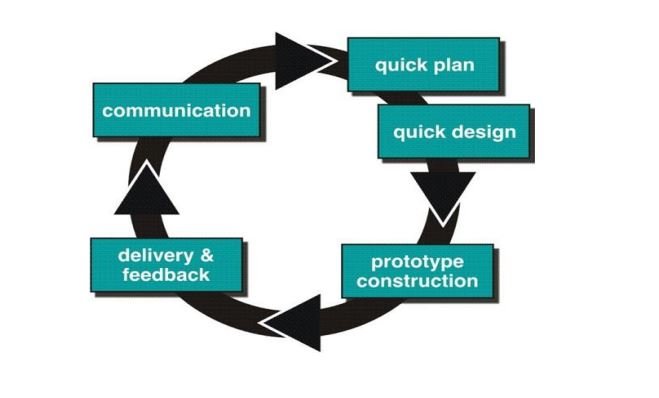 quick plan
communication
quick design
delivery &
feedback
prototype
construction